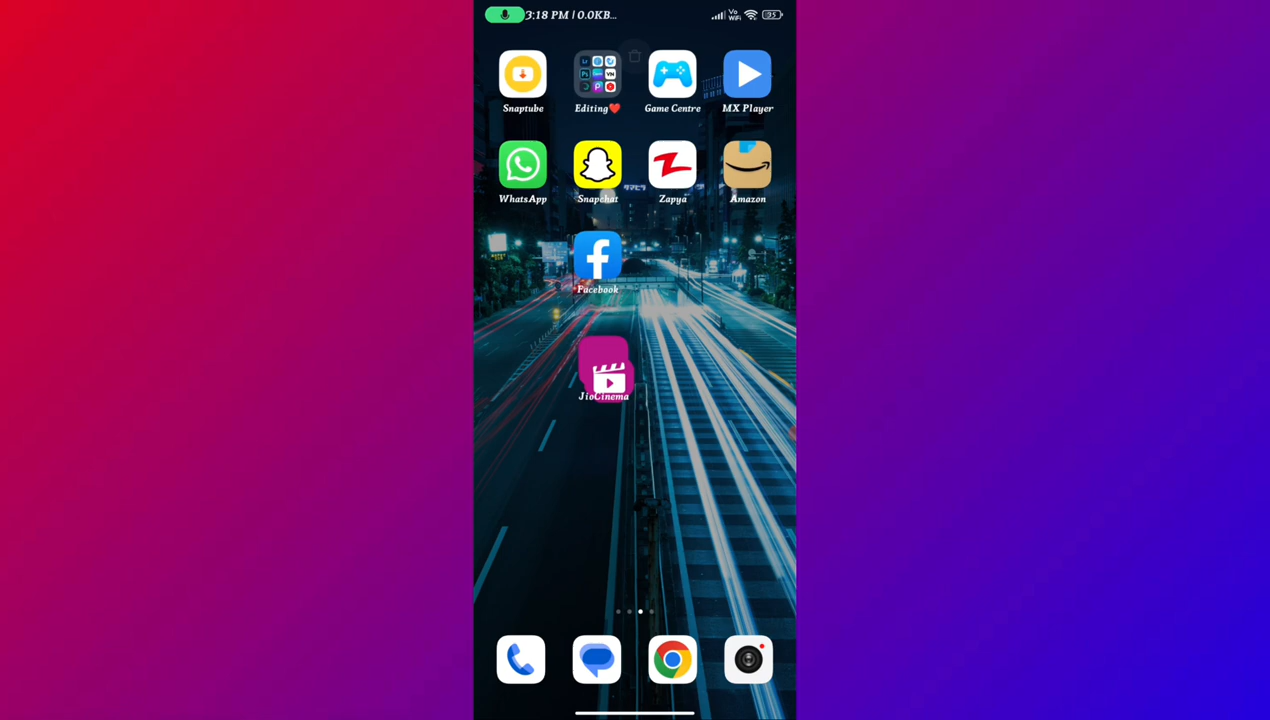 3:18 PM | 0.0KB...
Vo
WiFi
Snaptube
Editing❤️
Game Centre
MX Player
WhatsApp
Snapchat
Zapya
Amazon
Facebook
JioCinema